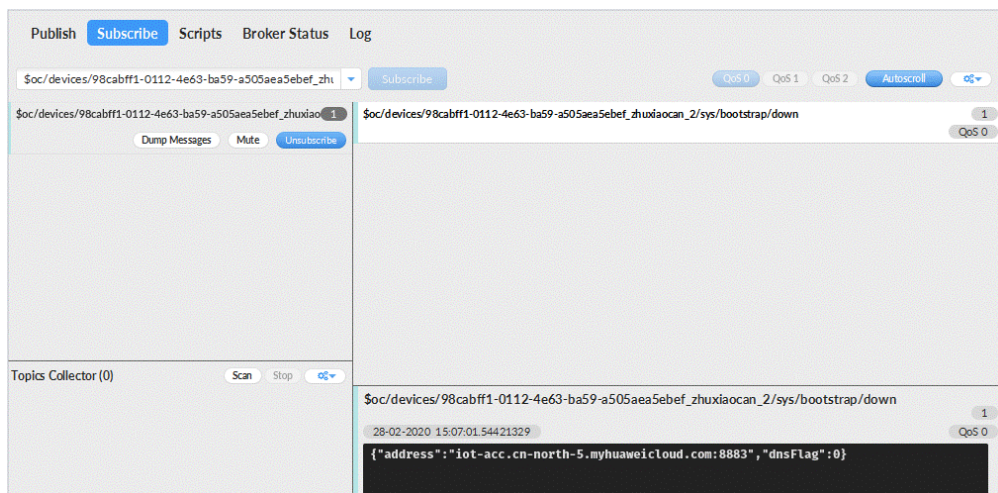 Publish Subscribe Scripts Broker Status Log
$oc/devices/98cabff1-0112-4e63-ba59-a505aea5ebef_zhu Subscribe QoS 0 QoS 1 QoS 2 Autoscroll
$oc/devices/98cabff1-0112-4e63-ba59-a505aea5ebef_zhuxiao 1
Dump Messages Mute Unsubscribe
$oc/devices/98cabff1-0112-4e63-ba59-a505aea5ebef_zhuxiaocan_2/sys/bootstrap/down 1
QoS 0
Topics Collector (0) Scan Stop
$oc/devices/98cabff1-0112-4e63-ba59-a505aea5ebef_zhuxiaocan_2/sys/bootstrap/down
1
28-02-2020 15:07:01.54421329 QoS 0
{"address":"iot-acc.cn-north-5.myhuaweicloud.com:8883","dnsFlag":0}